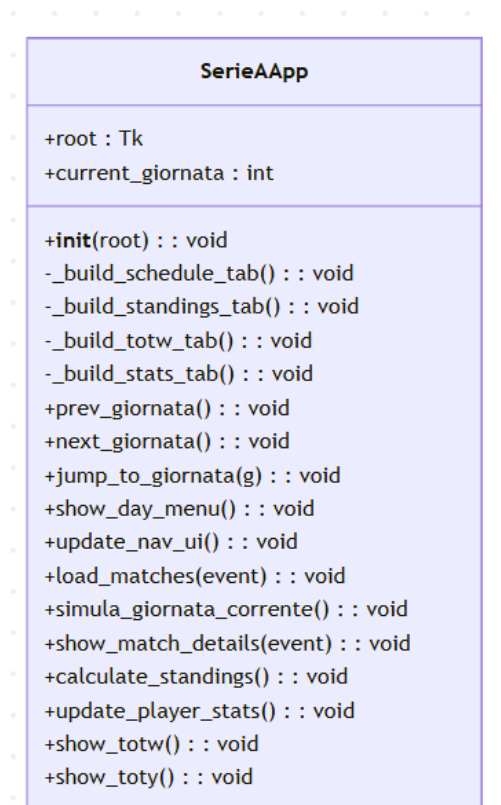 SerieAApp
+root : Tk
+current_giornata : int
+init(root) : : void
-_build_schedule_tab() : : void
-_build_standings_tab() : : void
-_build_totw_tab() : : void
-_build_stats_tab() : : void
+prev_giornata() : : void
+next_giornata() : : void
+jump_to_giornata(g) : : void
+show_day_menu() : : void
+update_nav_ui() : : void
+load_matches(event) : : void
+simula_giornata_corrente() : : void
+show_match_details(event) : : void
+calculate_standings() : : void
+update_player_stats() : : void
+show_totw() : : void
+show_toty() : : void